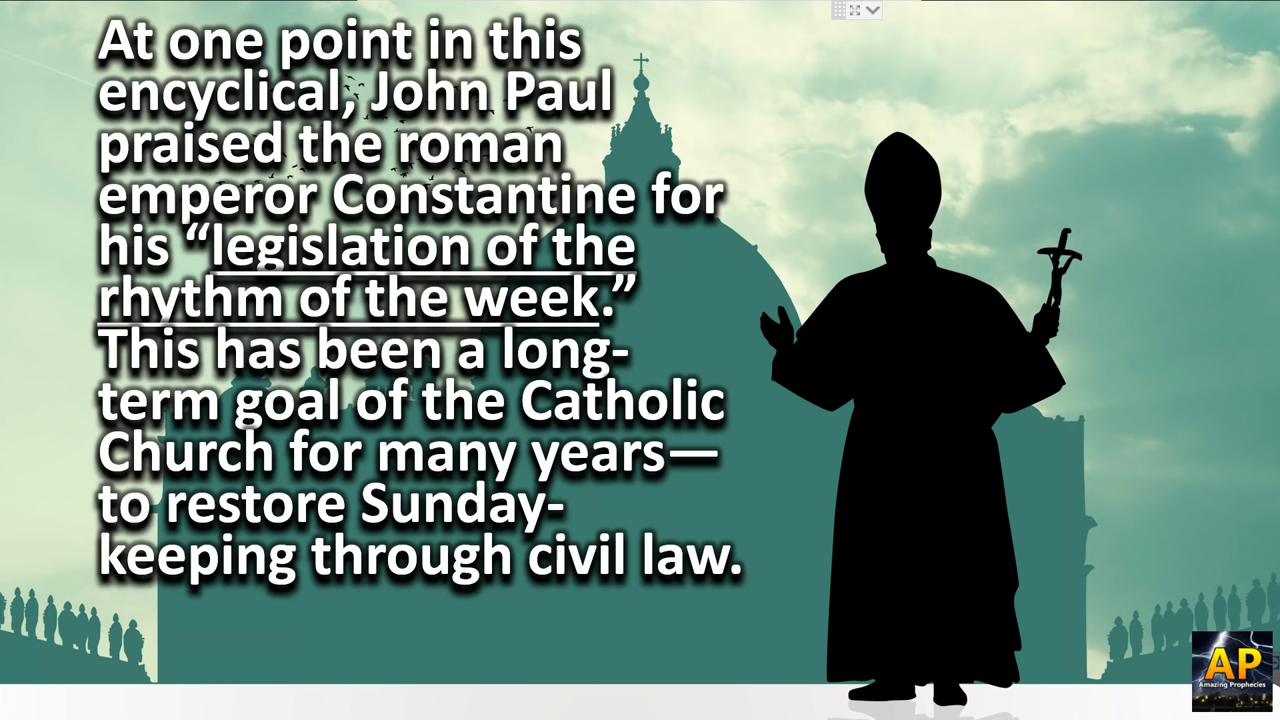 At one point in this
encyclical, John Paul
praised the roman
emperor Constantine for
his “legislation of the
rhythm of the week.”
This has been a long-
term goal of the Catholic
Church for many years—
to restore Sunday-
keeping through civil law.
AP
Amazing Prophecies